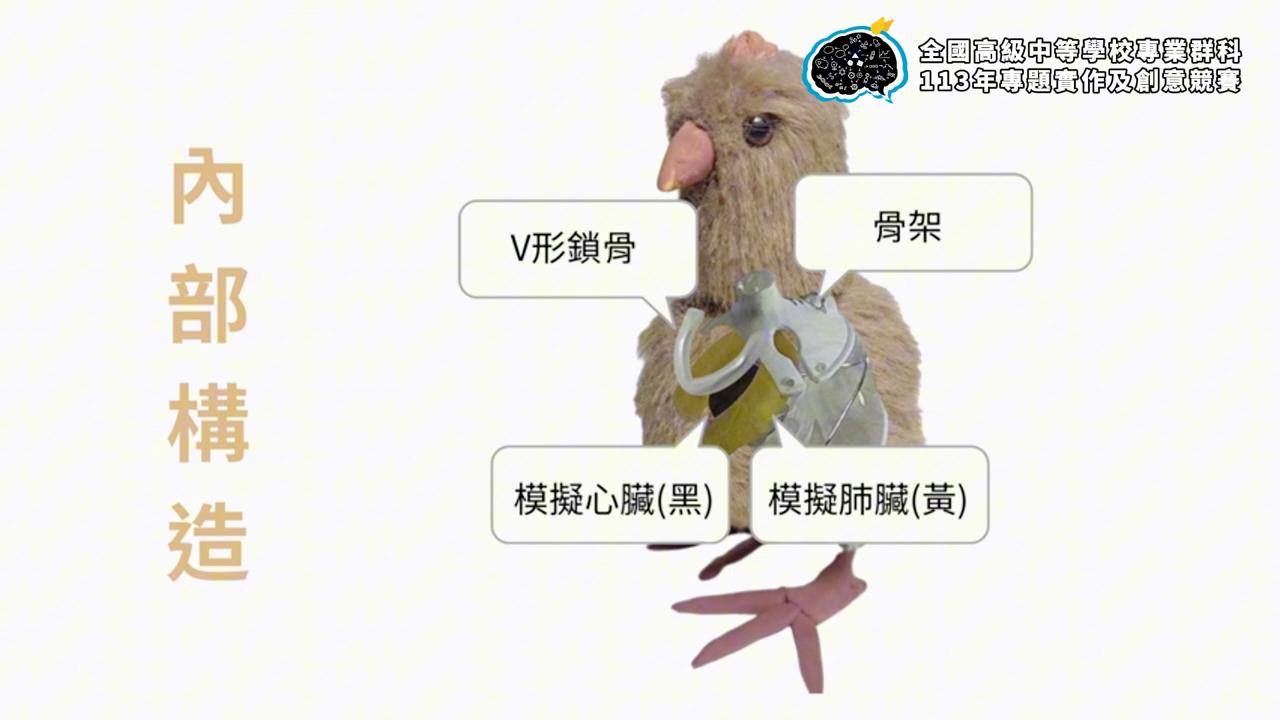 全國高級中等學校專業群科
113年專題實作及創意競賽
內部構造
V形鎖骨
骨架
模擬心臟(黑)
模擬肺臟(黃)